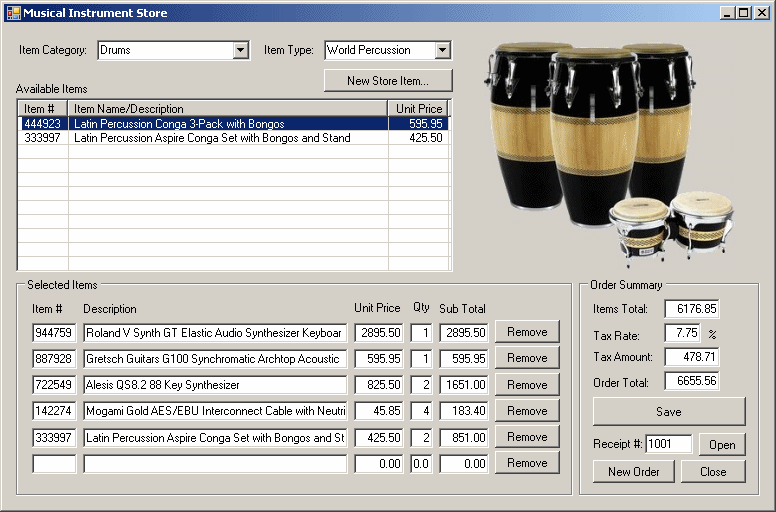 Musical Instrument Store
Item Category: Drums Item Type: World Percussion
New Store Item...
Available Items
Item # Item Name/Description Unit Price
444923 Latin Percussion Conga 3-Pack with Bongos 595.95
333997 Latin Percussion Aspire Conga Set with Bongos and Stand 425.50
Selected Items
Item # Description Unit Price Qty Sub Total
944759 Roland V Synth GT Elastic Audio Synthesizer Keyboar 2895.50 1 2895.50 Remove
887928 Gretsch Guitars G100 Synchromatic Archtop Acoustic 595.95 1 595.95 Remove
722549 Alesis QS8.2 88 Key Synthesizer 825.50 2 1651.00 Remove
142274 Mogami Gold AES/EBU Interconnect Cable with Neutri 45.85 4 183.40 Remove
333997 Latin Percussion Aspire Conga Set with Bongos and St 425.50 2 851.00 Remove
0.00 0.0 0.00 Remove
Order Summary
Items Total: 6176.85
Tax Rate: 7.75 %
Tax Amount: 478.71
Order Total: 6655.56
Save
Receipt #: 1001 Open
New Order Close